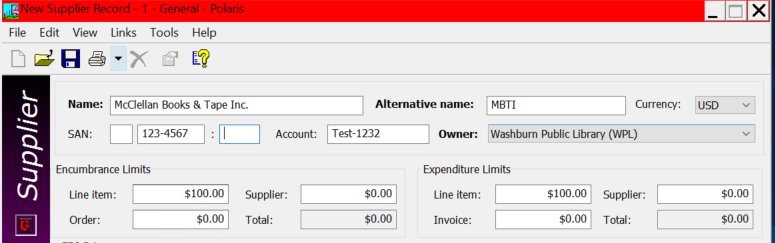 New Supplier Record - 1 - General - Polaris
File Edit View Links Tools Help
Supplier
Name: McClellan Books & Tape Inc. Alternative name: MBTI Currency: USD
SAN: 123-4567 : Account: Test-1232 Owner: Washburn Public Library (WPL)
Encumbrance Limits Expenditure Limits
Line item: $100.00 Supplier: $0.00 Line item: $100.00 Supplier: $0.00
Order: $0.00 Total: $0.00 Invoice: $0.00 Total: $0.00